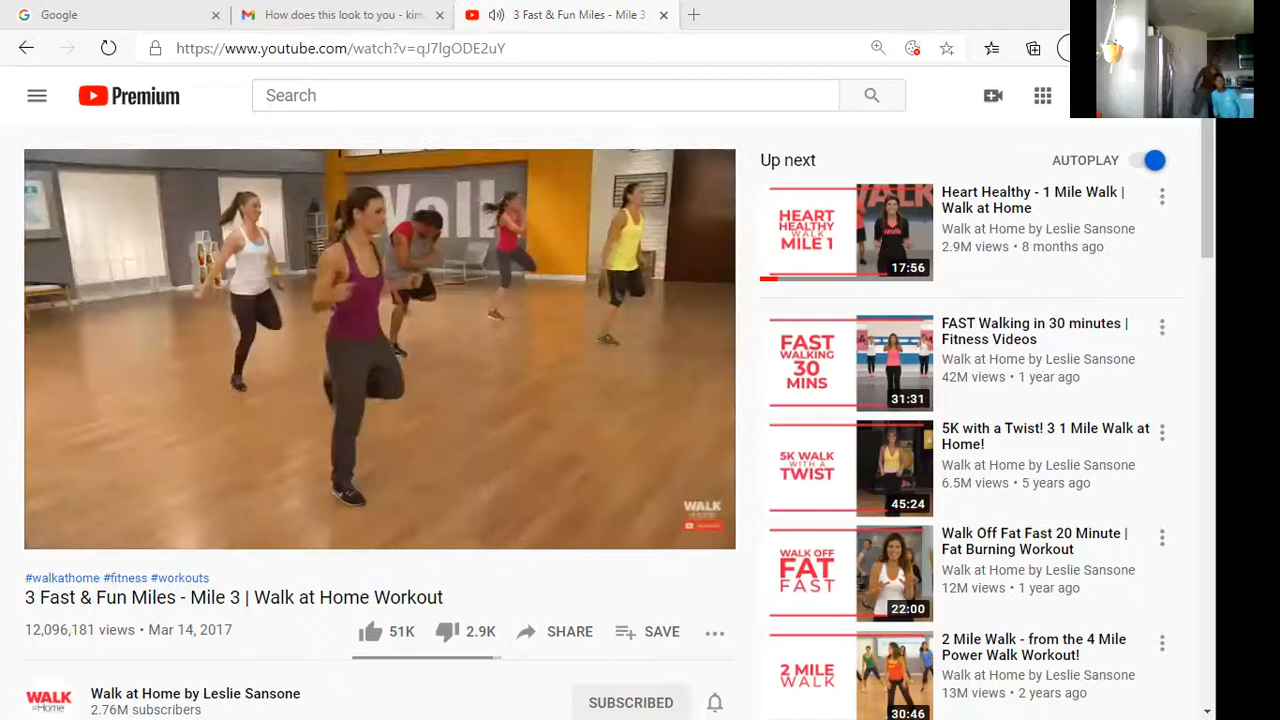 Google
How does this look to you - kim
3 Fast & Fun Miles - Mile 3
https://www.youtube.com/watch?v=qJ7lgODE2uY
Premium
Search
Walk
WALK
at HOME
Up next
AUTOPLAY
HEART
HEALTHY
WALK
MILE 1
17:56
Heart Healthy - 1 Mile Walk |
Walk at Home
Walk at Home by Leslie Sansone
2.9M views • 8 months ago
FAST
WALKING
30
MINS
31:31
FAST Walking in 30 minutes |
Fitness Videos
Walk at Home by Leslie Sansone
42M views • 1 year ago
5K WALK
WITH A
TWIST
45:24
5K with a Twist! 3 1 Mile Walk at
Home!
Walk at Home by Leslie Sansone
6.5M views • 5 years ago
WALK OFF
FAT
FAST
22:00
Walk Off Fat Fast 20 Minute |
Fat Burning Workout
Walk at Home by Leslie Sansone
12M views • 1 year ago
2 MILE
WALK
30:46
2 Mile Walk - from the 4 Mile
Power Walk Workout!
Walk at Home by Leslie Sansone
13M views • 2 years ago
#walkathome #fitness #workouts
3 Fast & Fun Miles - Mile 3 | Walk at Home Workout
12,096,181 views • Mar 14, 2017
51K
2.9K
SHARE
SAVE
WALK
at Home
Walk at Home by Leslie Sansone
2.76M subscribers
SUBSCRIBED